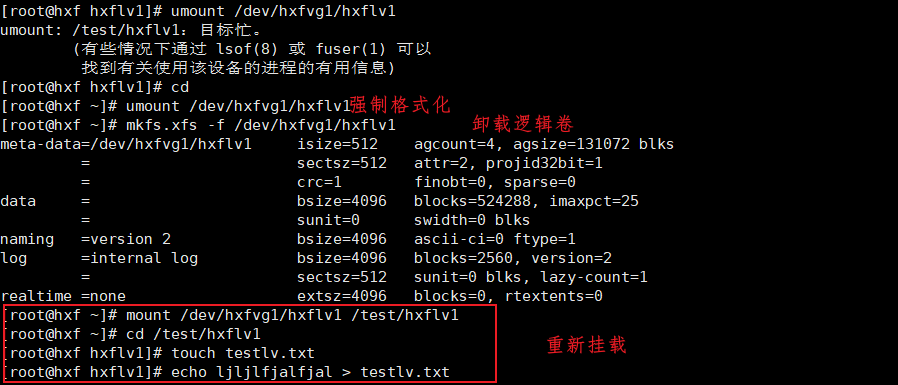 [root@hxf hxflv1]# umount /dev/hxfvg1/hxflv1
umount: /test/hxflv1：目标忙。
(有些情况下通过 lsof(8) 或 fuser(1) 可以
找到有关使用该设备的进程的有用信息)
[root@hxf hxflv1]# cd
[root@hxf ~]# umount /dev/hxfvg1/hxflv1强制格式化
[root@hxf ~]# mkfs.xfs -f /dev/hxfvg1/hxflv1 卸载逻辑卷
meta-data=/dev/hxfvg1/hxflv1 isize=512 agcount=4, agsize=131072 blks
= sectsz=512 attr=2, projid32bit=1
= crc=1 finobt=0, sparse=0
data = bsize=4096 blocks=524288, imaxpct=25
= sunit=0 swidth=0 blks
naming =version 2 bsize=4096 ascii-ci=0 ftype=1
log =internal log bsize=4096 blocks=2560, version=2
= sectsz=512 sunit=0 blks, lazy-count=1
realtime =none extsz=4096 blocks=0, rtextents=0
[root@hxf ~]# mount /dev/hxfvg1/hxflv1 /test/hxflv1
[root@hxf ~]# cd /test/hxflv1
[root@hxf hxflv1]# touch testlv.txt 重新挂载
[root@hxf hxflv1]# echo ljljlfjalfjal > testlv.txt